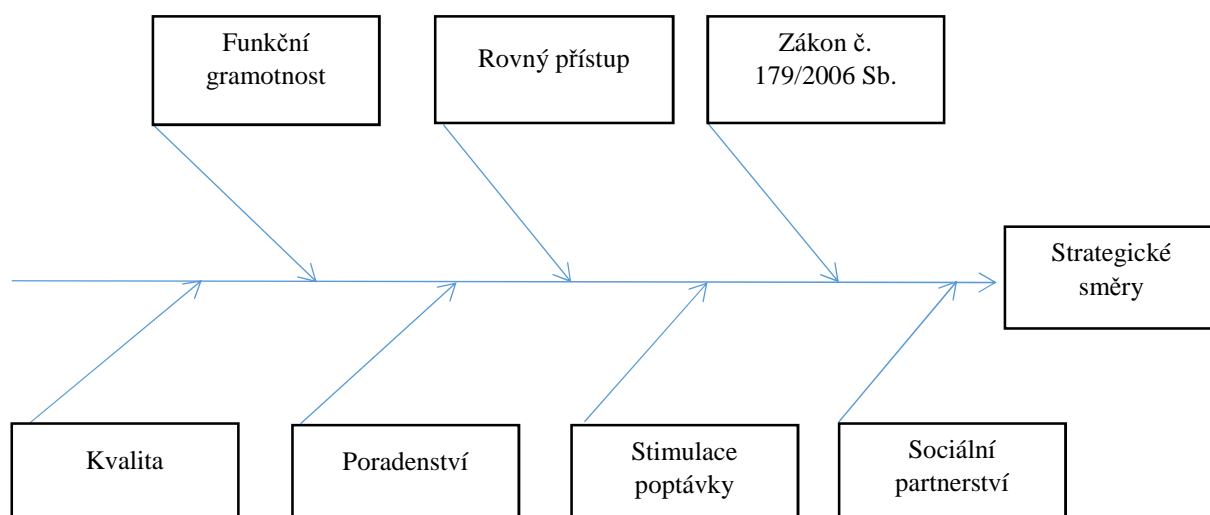 Funkční
gramotnost
Rovný přístup
Zákon č.
179/2006 Sb.
Strategické
směry
Kvalita
Poradenství
Stimulace
poptávky
Sociální
partnerství